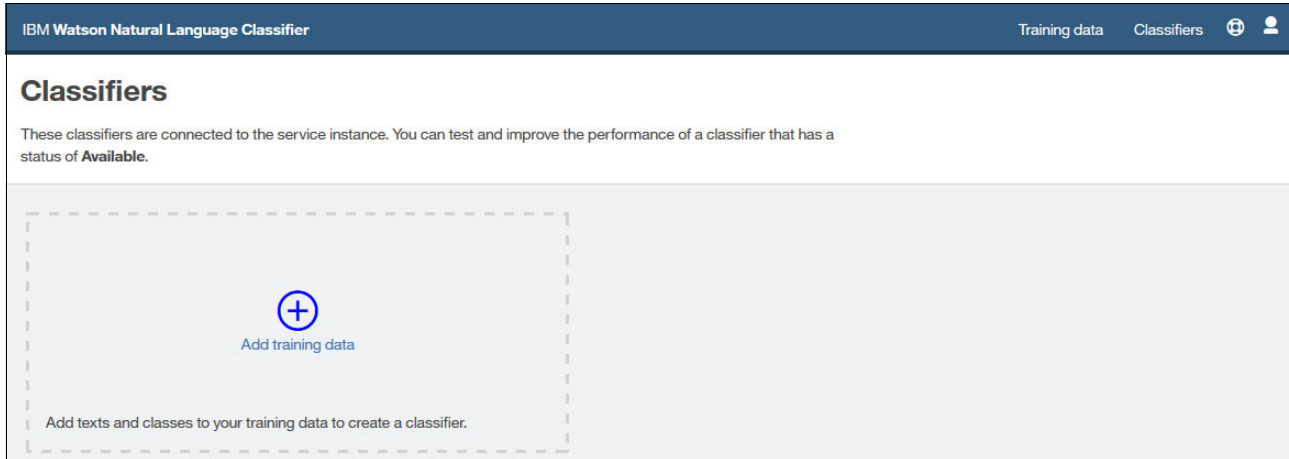 IBM Watson Natural Language Classifier
Training data
Classifiers
Classifiers
These classifiers are connected to the service instance. You can test and improve the performance of a classifier that has a
status of Available.
Add training data
Add texts and classes to your training data to create a classifier.